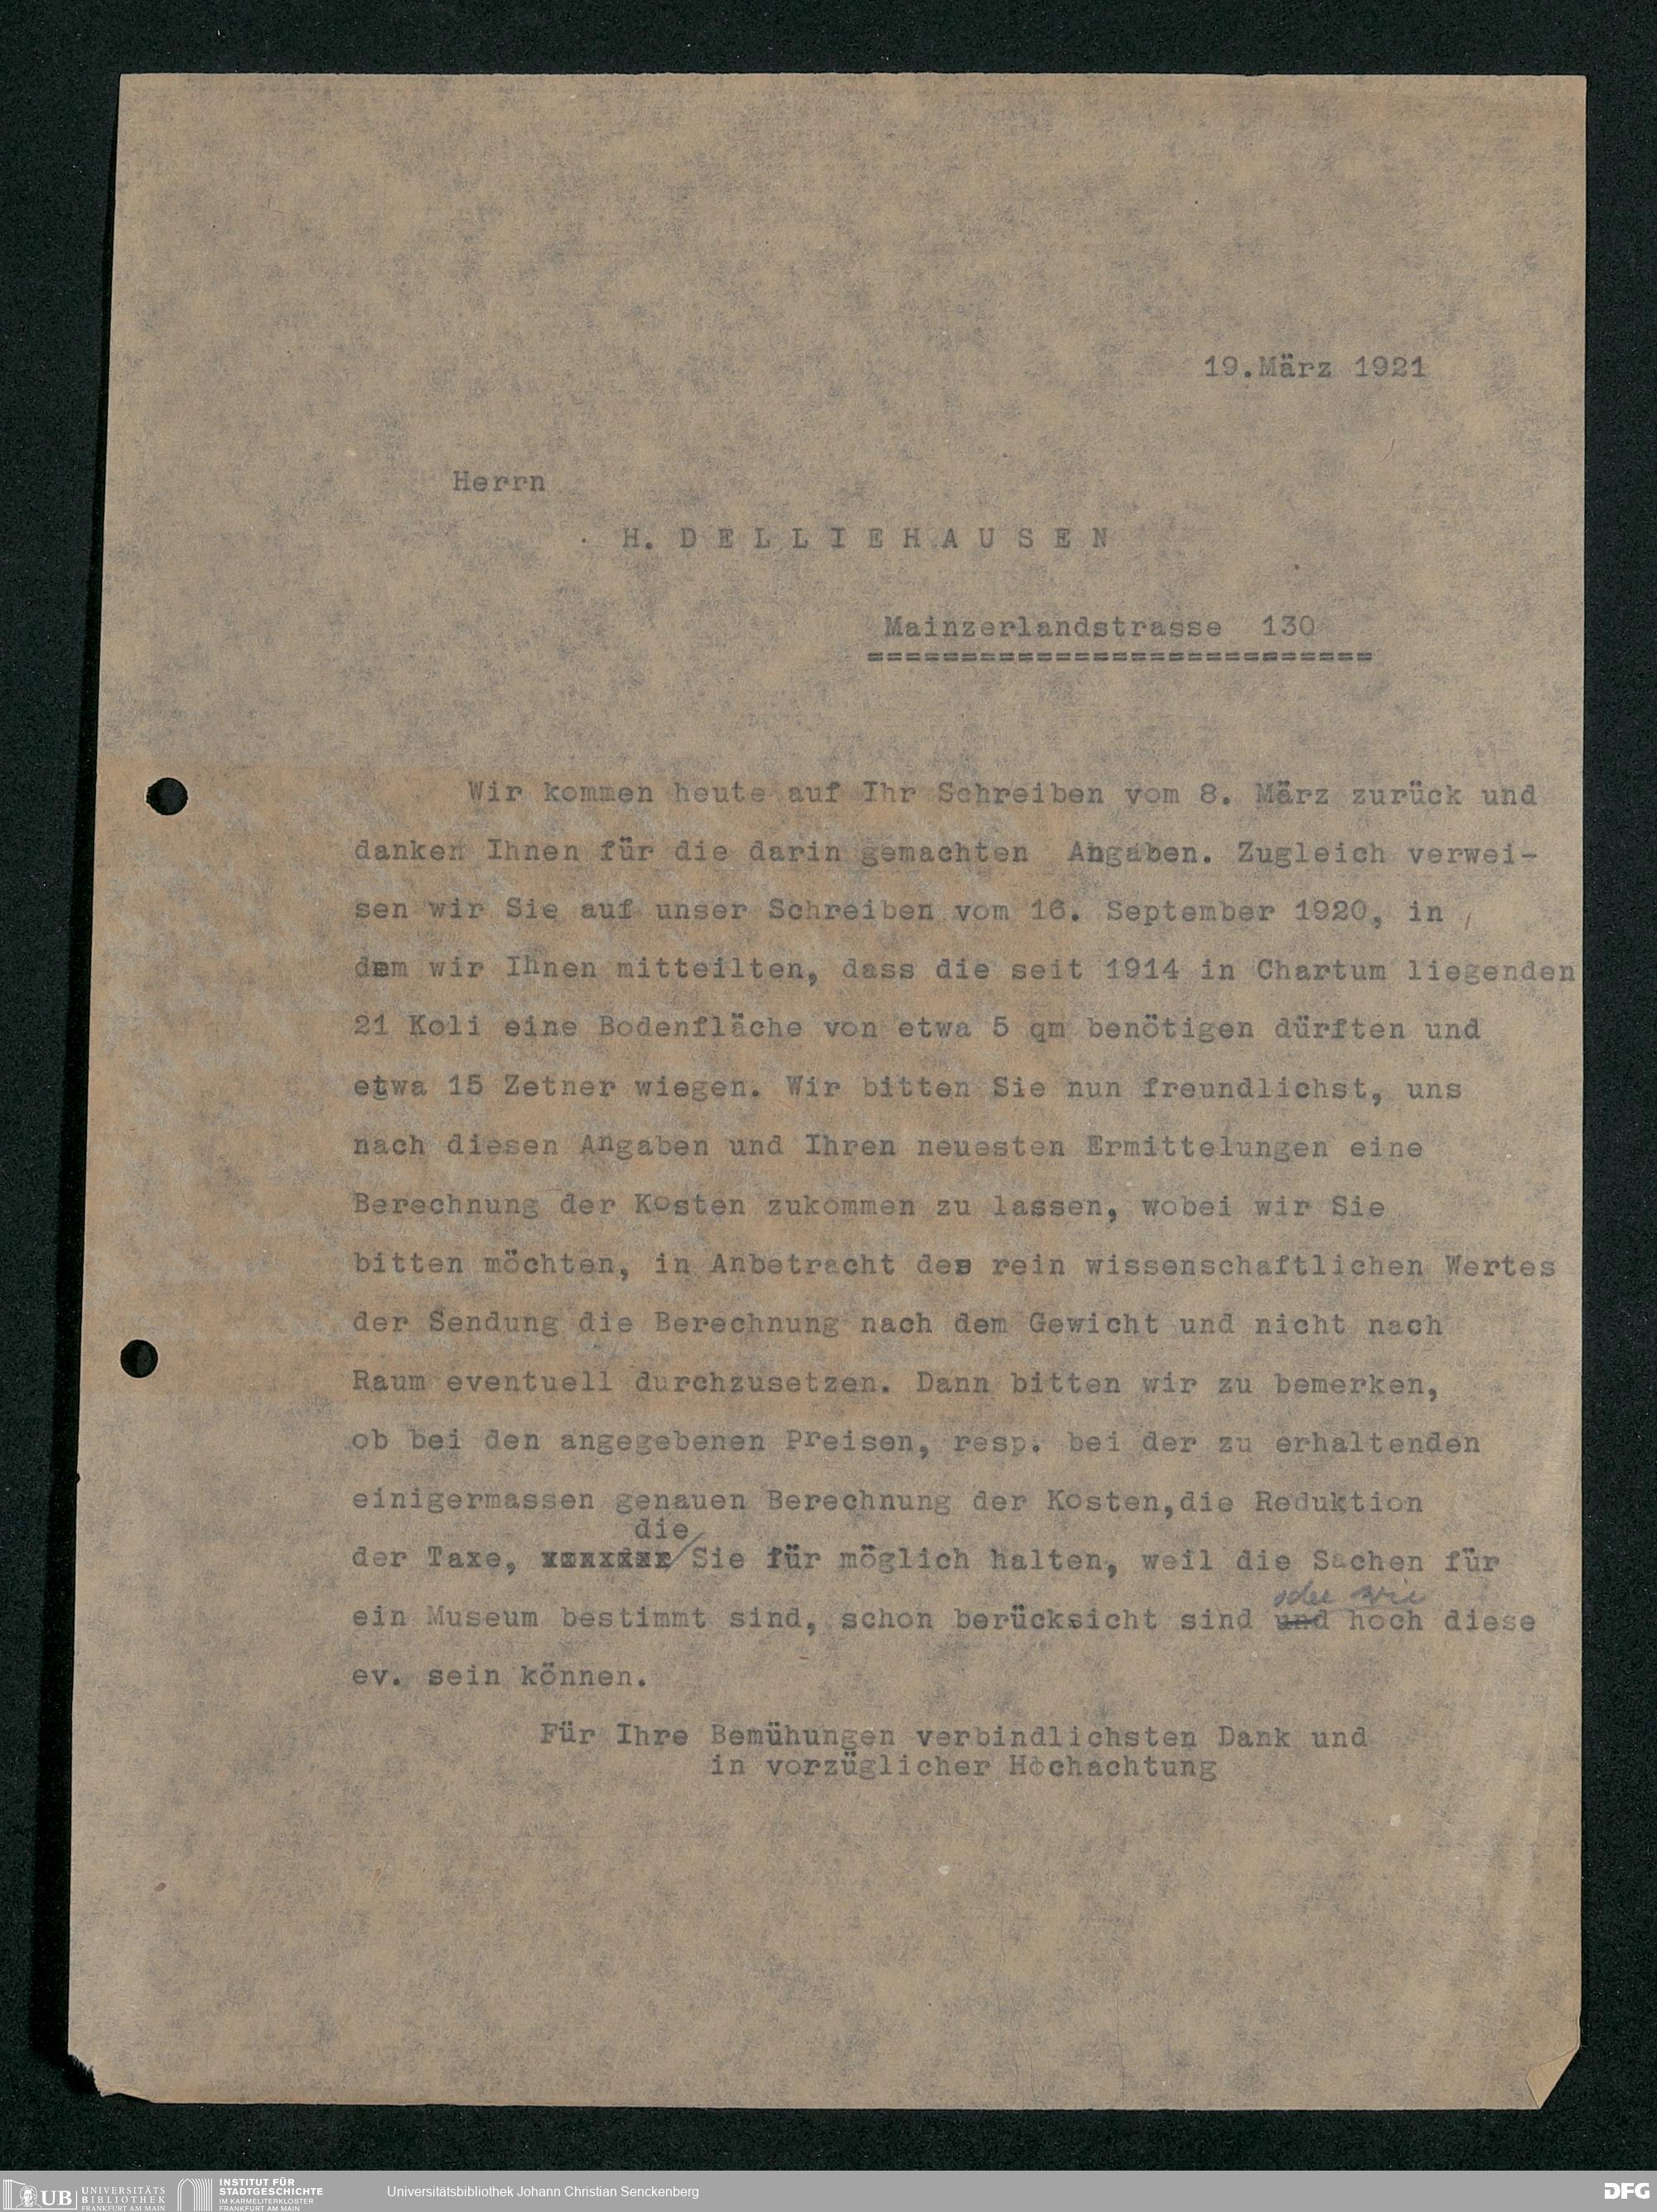 19.März 1921
Herrn
H. DELLIEHAUSEN
Mainzerlandstrasse 130
===========================
Wir kommen heute auf Ihr Schreiben vom 8. März zurück und
danken Ihnen für die darin gemachten Angaben. Zugleich verwei-
sen wir Sie auf unser Schreiben vom 16. September 1920, in
dem wir Ihnen mitteilten, dass die seit 1914 in Chartum liegenden
21 Koli eine Bodenfläche von etwa 5 qm benötigen dürften und
etwa 15 Zetner wiegen. Wir bitten Sie nun freundlichst, uns
nach diesen Angaben und Ihren neuesten Ermittelungen eine
Berechnung der Kosten zukommen zu lassen, wobei wir Sie
bitten möchten, in Anbetracht des rein wissenschaftlichen Wertes
der Sendung die Berechnung nach dem Gewicht und nicht nach
Raum eventuell durchzusetzen. Dann bitten wir zu bemerken,
ob bei den angegebenen Preisen, resp. bei der zu erhaltenden
einigermassen genauen Berechnung der Kosten,die Reduktion
die
der Taxe, xxxxxxx/Sie für möglich halten, weil die Sachen für
oder wie
ein Museum bestimmt sind, schon berücksicht sind und hoch diese
ev. sein können.
Für Ihre Bemühungen verbindlichsten Dank und
in vorzüglicher Hochachtung
UB UNIVERSITÄTS
BIBLIOTHEK
FRANKFURT AM MAIN
INSTITUT FÜR
STADTGESCHICHTE
IM KARMELITERKLOSTER
FRANKFURT AM MAIN
Universitätsbibliothek Johann Christian Senckenberg
DFG